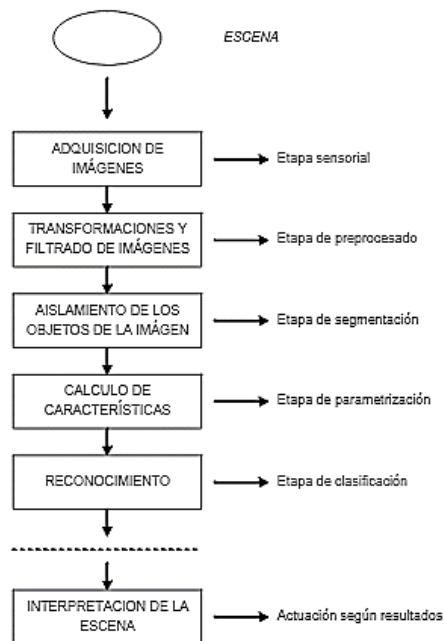 ESCENA
ADQUISICION DE
IMÁGENES
Etapa sensorial
TRANSFORMACIONES Y
FILTRADO DE IMÁGENES
Etapa de preprocesado
AISLAMIENTO DE LOS
OBJETOS DE LA IMÁGEN
Etapa de segmentación
CALCULO DE
CARACTERÍSTICAS
Etapa de parametrización
RECONOCIMIENTO
Etapa de clasificación
INTERPRETACION DE LA
ESCENA
Actuación según resultados